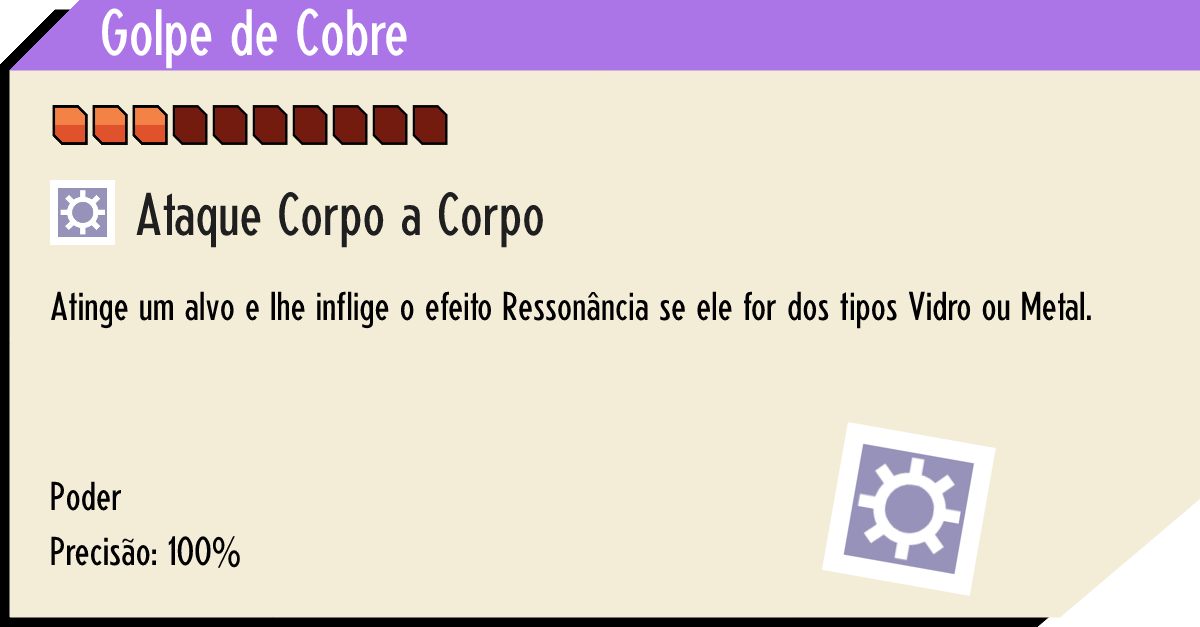 Golpe de Cobre
Ataque Corpo a Corpo
Atinge um alvo e lhe inflige o efeito Ressonância se ele for dos tipos Vidro ou Metal.
Poder
Precisão: 100%